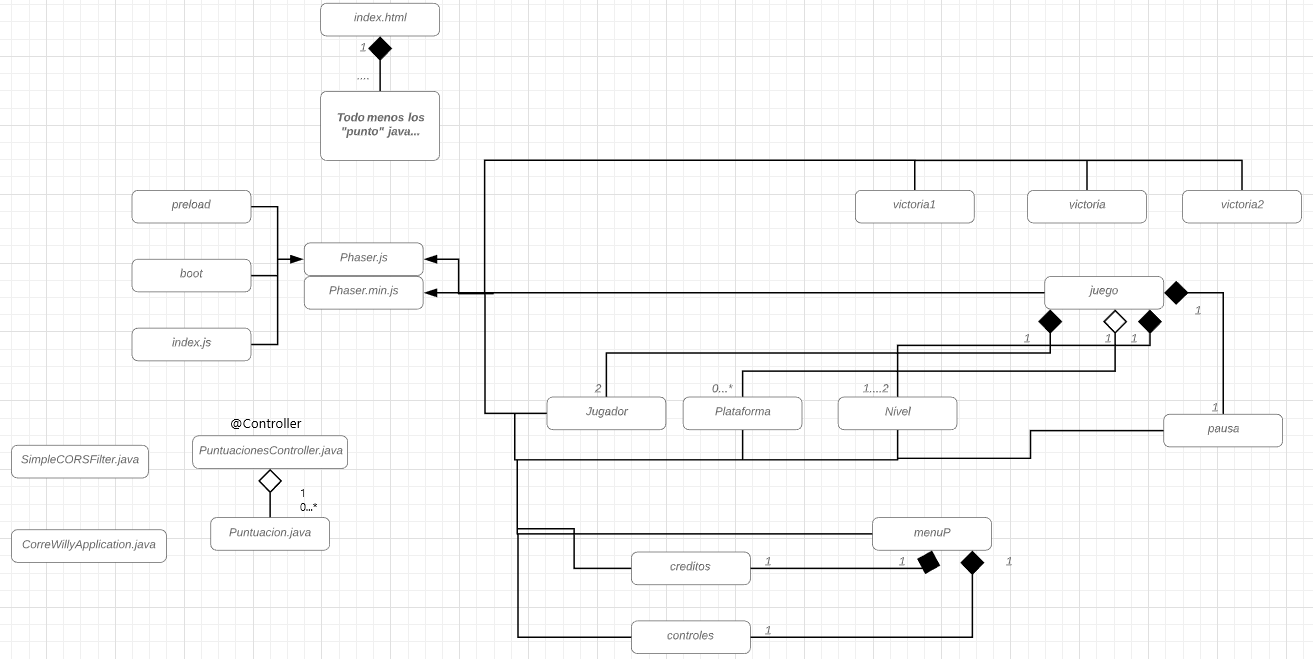 index.html
1
....
Todo menos los
"punto" java...
preload
victoria1
victoria
victoria2
Phaser.js
boot
Phaser.min.js
juego
1
index.js
1
1
1
2
0...*
1....2
1
Jugador
Plataforma
Nivel
pausa
@Controller
PuntuacionesController.java
SimpleCORSFilter.java
1
0...*
Puntuacion.java
CorreWillyApplication.java
menuP
creditos
1
1
1
controles
1